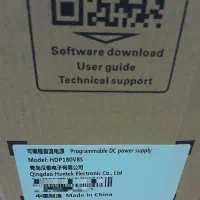 Software download
User guide
Technical support
可编程直流电源 Programmable DC power supply
Model: HDP180V8S
青岛汉泰电子有限公司
Qingdao Hantek Electronic Co., Ltd
中国制造 Made in China